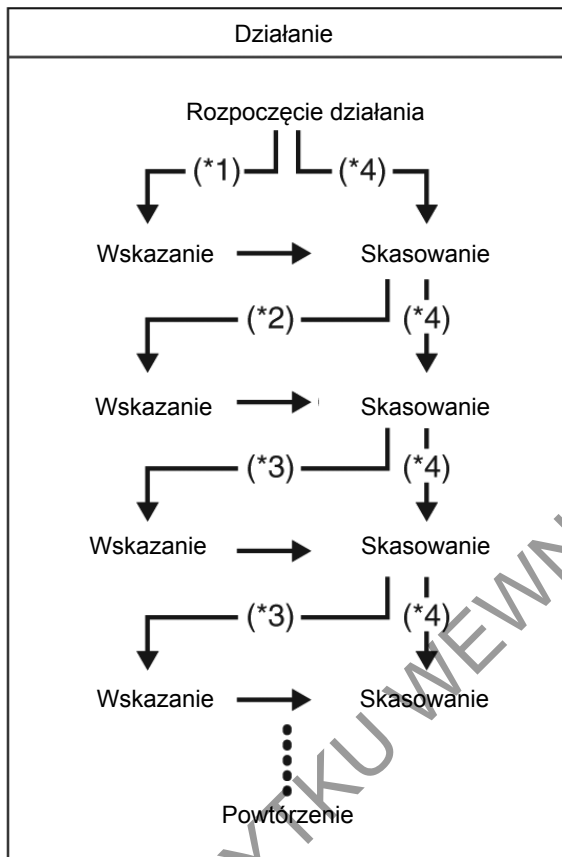 Działanie
Rozpoczęcie działania
(*1) (*4)
Wskazanie Skasowanie
(*2) (*4)
Wskazanie Skasowanie
(*3) (*4)
Wskazanie Skasowanie
(*3) (*4)
Wskazanie Skasowanie
Powtórzenie